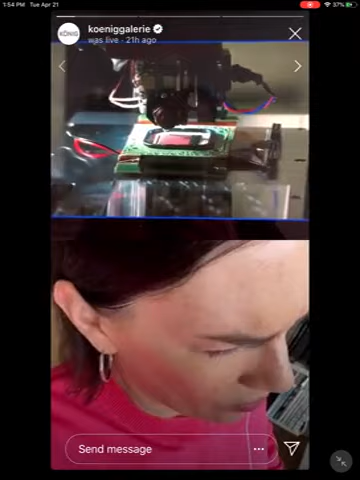 1:54 PM Tue Apr 21
37%
KÖNIG
koeniggalerie
was live · 21h ago
Send message